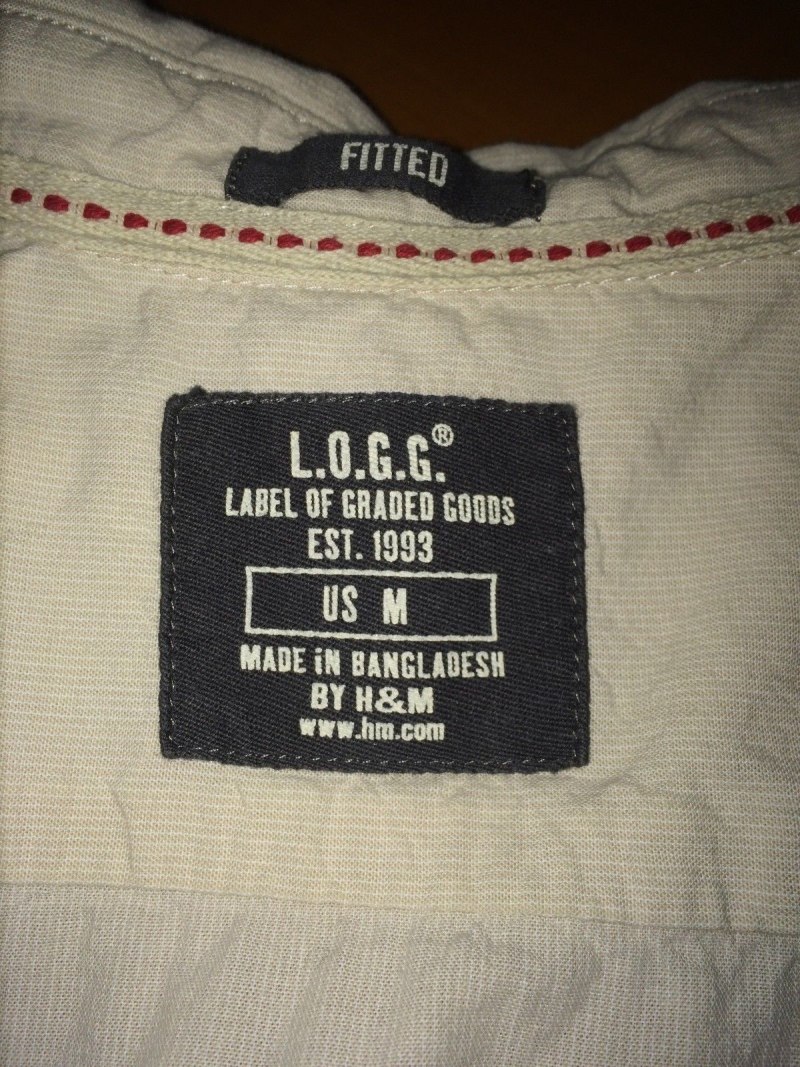 FITTED
L.O.G.G.®
LABEL OF GRADED GOODS
EST. 1993
US M
MADE iN BANGLADESH
BY H&M
www.hm.com